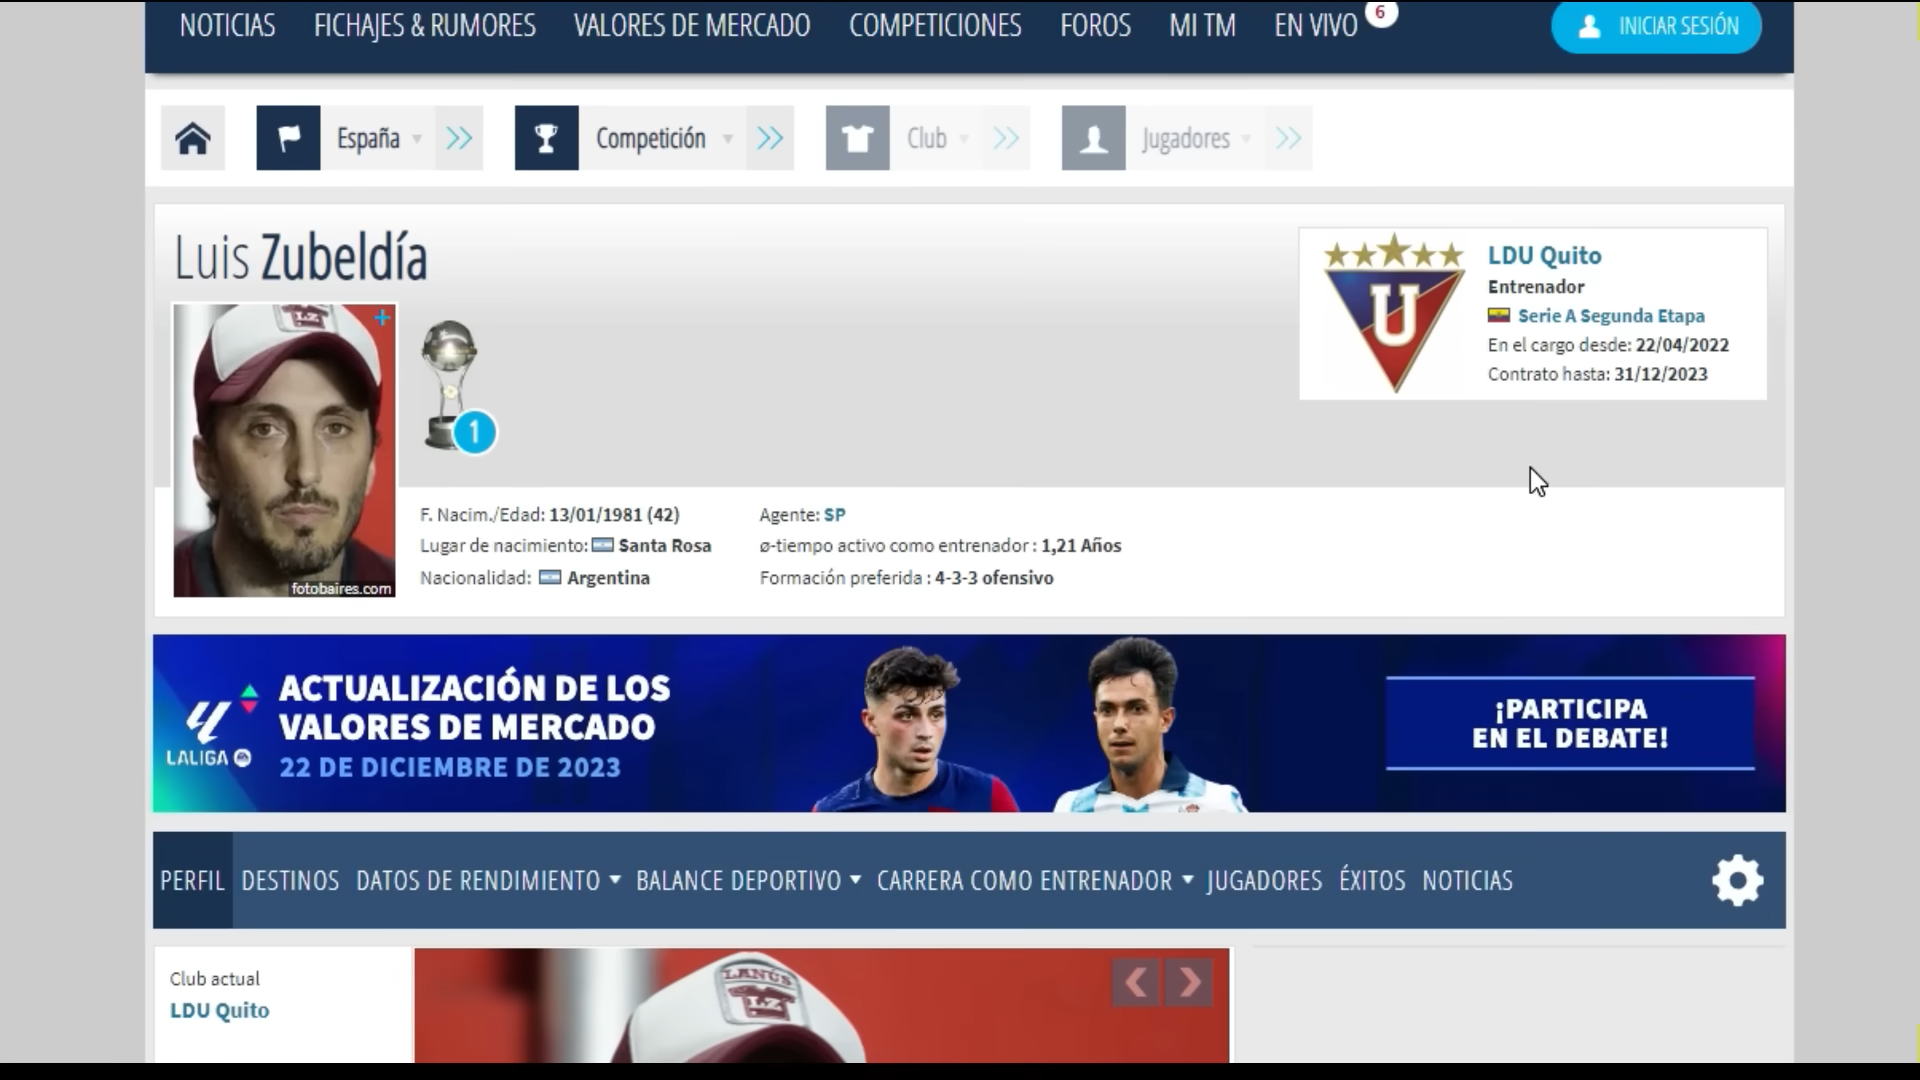 NOTICIAS FICHAJES & RUMORES VALORES DE MERCADO COMPETICIONES FOROS MI TM EN VIVO 6 INICIAR SESIÓN
España Competición Club Jugadores
Luis Zubeldía
LZ
1
fotobaires.com
LDU Quito
Entrenador
Serie A Segunda Etapa
En el cargo desde: 22/04/2022
Contrato hasta: 31/12/2023
U
F. Nacim./Edad: 13/01/1981 (42)
Lugar de nacimiento: Santa Rosa
Nacionalidad: Argentina
Agente: SP
ø-tiempo activo como entrenador : 1,21 Años
Formación preferida : 4-3-3 ofensivo
LALIGA
ACTUALIZACIÓN DE LOS
VALORES DE MERCADO
22 DE DICIEMBRE DE 2023
¡PARTICIPA
EN EL DEBATE!
PERFIL DESTINOS DATOS DE RENDIMIENTO BALANCE DEPORTIVO CARRERA COMO ENTRENADOR JUGADORES ÉXITOS NOTICIAS
Club actual
LDU Quito
LANÚS
LZ